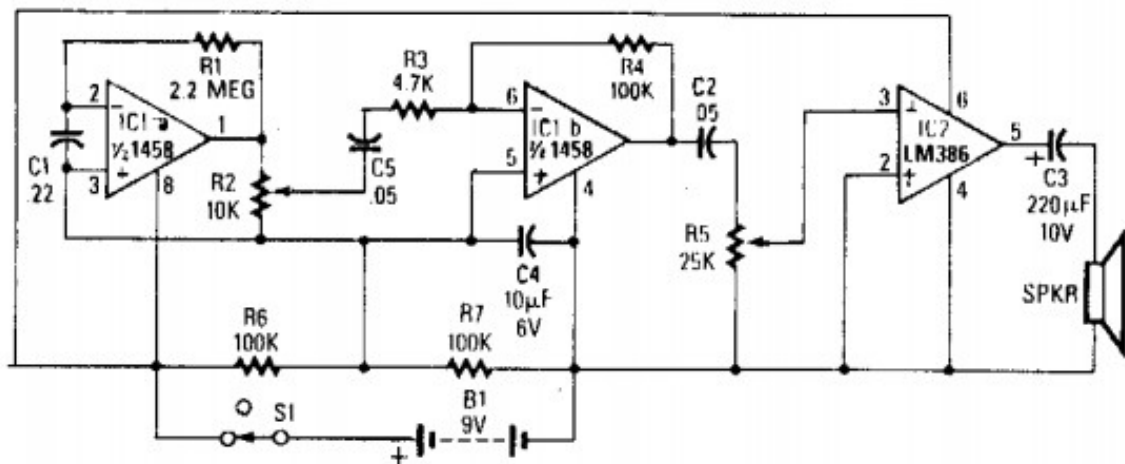 R1
2.2 MEG
2
−
IC1 a
½ 1458
1
+
3
8
C1
.22
R2
10K
R3
4.7K
C5
.05
R4
100K
6
−
IC1 b
½ 1458
5
+
4
C2
.05
C4
10µF
6V
R5
25K
3
6
IC2
LM386
5
2
+
4
+
C3
220µF
10V
SPKR
R6
100K
R7
100K
S1
B1
9V
+